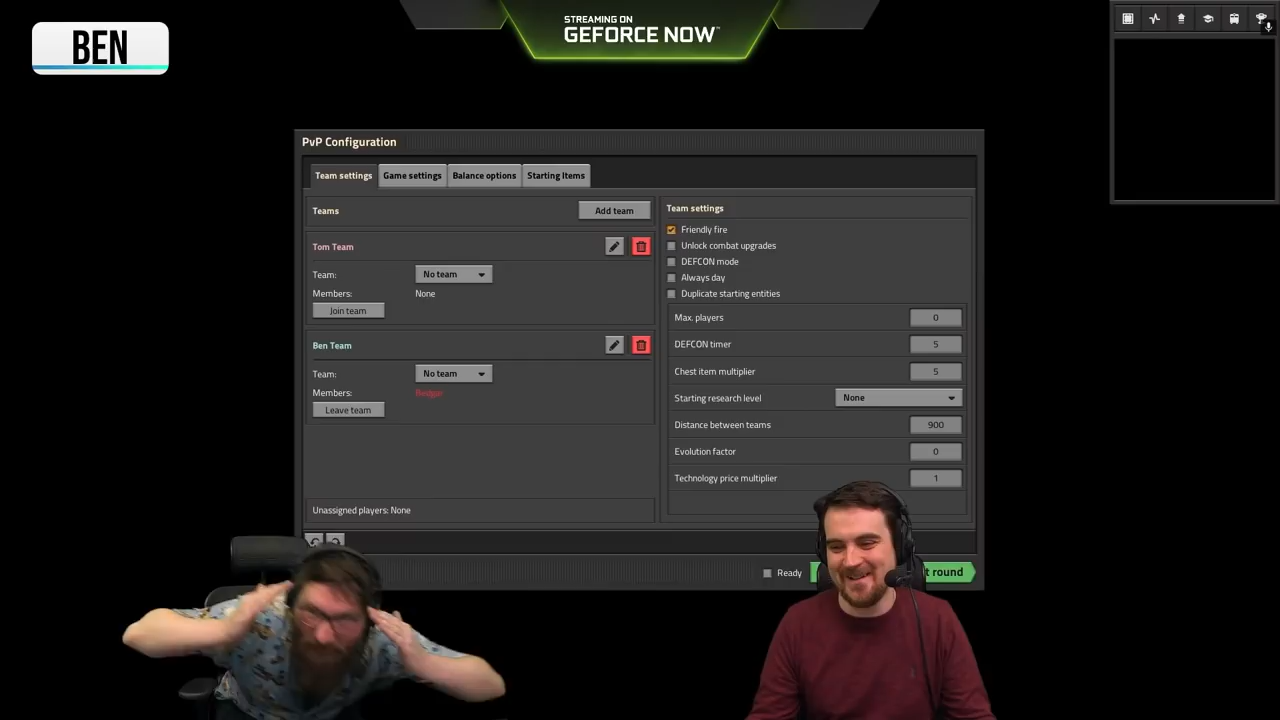 BEN
STREAMING ON
GEFORCE NOW
PvP Configuration
Team settings
Game settings
Balance options
Starting Items
Teams
Add team
Tom Team
Team:
No team
Members:
None
Join team
Ben Team
Team:
No team
Members:
Leave team
Unassigned players: None
Team settings
Friendly fire
Unlock combat upgrades
DEFCON mode
Always day
Duplicate starting entities
Max. players
0
DEFCON timer
5
Chest item multiplier
5
Starting research level
None
Distance between teams
900
Evolution factor
0
Technology price multiplier
1
Ready
t round